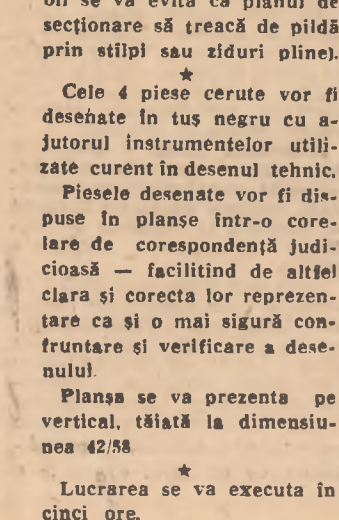 se va evita ca planul de
secționare să treacă de pildă
prin stîlpi sau ziduri pline).
★
Cele 4 piese cerute vor fi
desenate în tuș negru cu a-
jutorul instrumentelor utili-
zate curent în desenul tehnic.
Piesele desenate vor fi dis-
puse în planșe într-o core-
lare de corespondență judi-
cioasă — facilitind de altfel
clara și corecta lor reprezen-
tare ca și o mai sigură con-
fruntare și verificare a dese-
nului.
Planșa se va prezenta pe
vertical, tăiată la dimensiu-
nea 42/58
★
Lucrarea se va executa în
cinci ore.